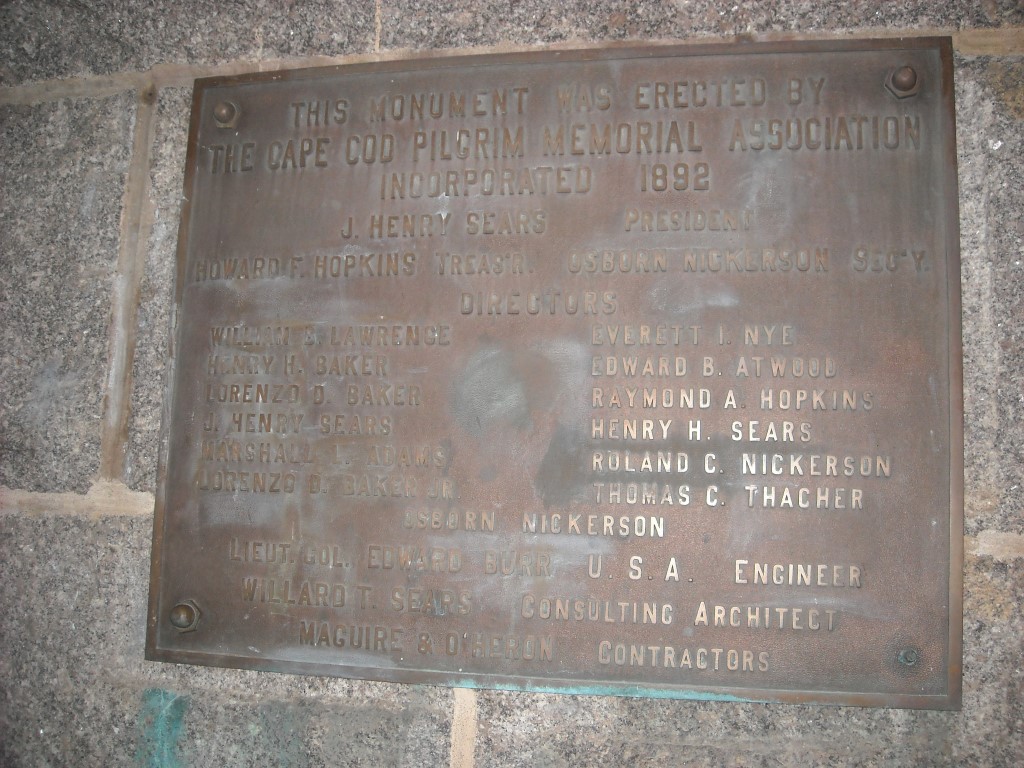 THIS MONUMENT WAS ERECTED BY
THE CAPE COD PILGRIM MEMORIAL ASSOCIATION
INCORPORATED 1892
J. HENRY SEARS PRESIDENT
HOWARD F. HOPKINS TREAS'R. OSBORN NICKERSON SEC'Y.
DIRECTORS
WILLIAM B. LAWRENCE EVERETT I. NYE
HENRY H. BAKER EDWARD B. ATWOOD
LORENZO D. BAKER RAYMOND A. HOPKINS
J. HENRY SEARS HENRY H. SEARS
MARSHALL ADAMS ROLAND C. NICKERSON
LORENZO D. BAKER JR. THOMAS C. THACHER
OSBORN NICKERSON
LIEUT. COL. EDWARD BURR U. S. A. ENGINEER
WILLARD T. SEARS CONSULTING ARCHITECT
MAGUIRE & O'HERON CONTRACTORS